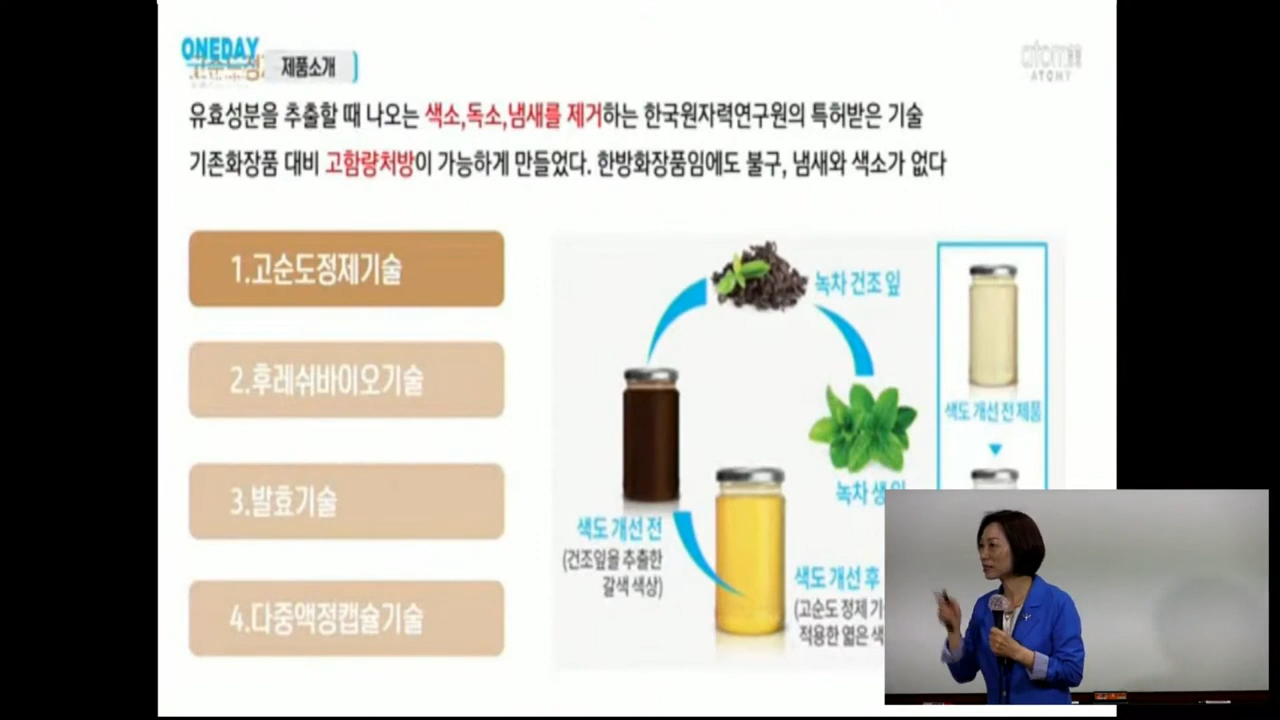 ONEDAY
제품소개
atom美
ATOMY
유효성분을 추출할 때 나오는 색소,독소,냄새를 제거하는 한국원자력연구원의 특허받은 기술
기존화장품 대비 고함량처방이 가능하게 만들었다. 한방화장품임에도 불구, 냄새와 색소가 없다
1.고순도정제기술
2.후레쉬바이오기술
3.발효기술
4.다중액정캡슐기술
녹차 건조 잎
녹차 생
색도 개선 전
(건조잎을 추출한
갈색 색상)
색도 개선 후
(고순도 정제 기
적용한 엷은 색
색도 개선 전 제품